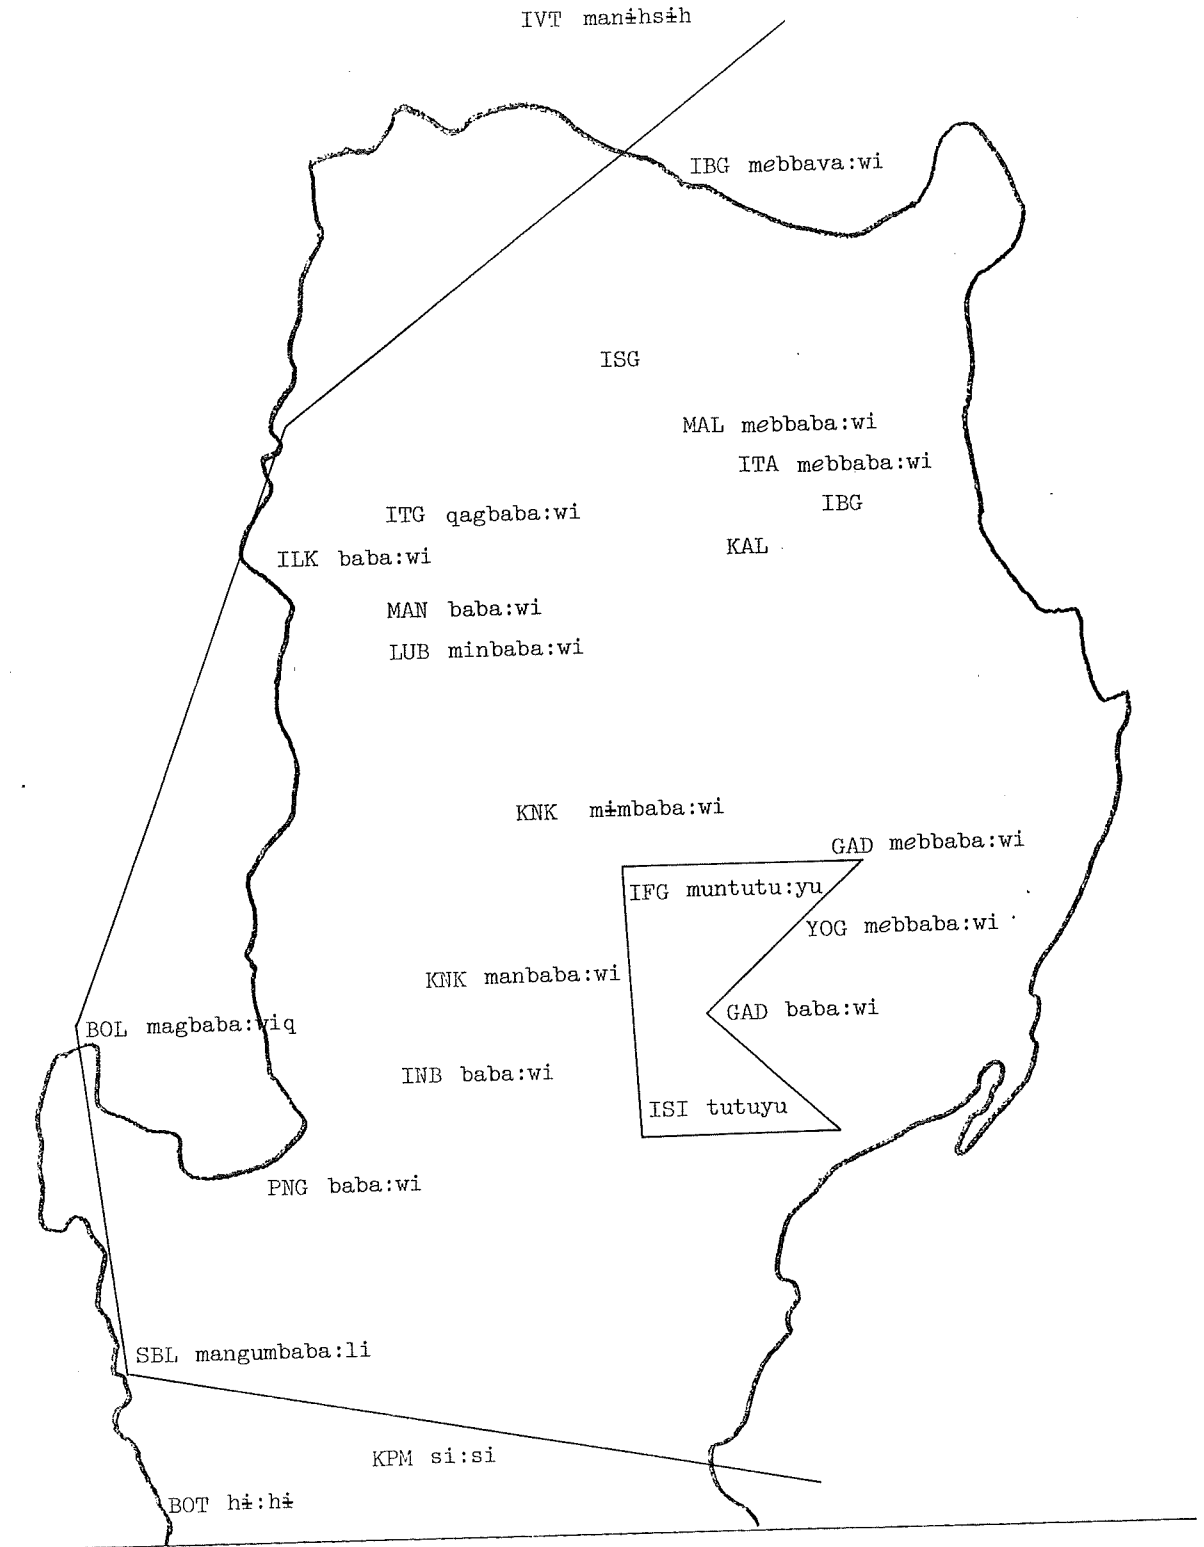 IVT manɨhsɨh
IBG mebbava:wi
ISG
MAL mebbaba:wi
ITA mebbaba:wi
IBG
ITG qagbaba:wi
KAL
ILK baba:wi
MAN baba:wi
LUB minbaba:wi
KNK mɨmbaba:wi
GAD mebbaba:wi
IFG muntutu:yu
YOG mebbaba:wi
KNK manbaba:wi
GAD baba:wi
BOL magbaba:yiq
INB baba:wi
ISI tutuyu
PNG baba:wi
SBL mangumbaba:li
KPM si:si
BOT hɨ:hɨ